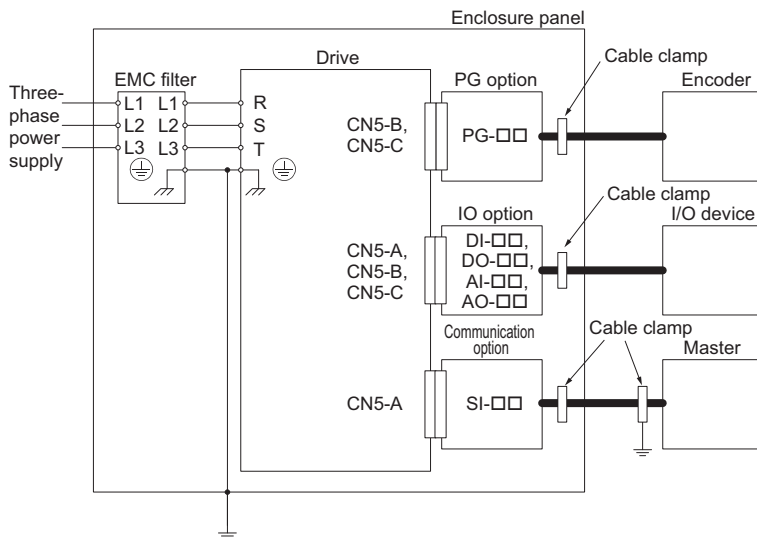 Enclosure panel
Cable clamp
Drive
EMC filter
PG option
Encoder
Three-
phase
power
supply
L1 L1
L2 L2
L3 L3
R
S
T
CN5-B,
CN5-C
PG-□□
Cable clamp
IO option
I/O device
CN5-A,
CN5-B,
CN5-C
DI-□□,
DO-□□,
AI-□□,
AO-□□
Communication
option
Cable clamp
Master
CN5-A
SI-□□